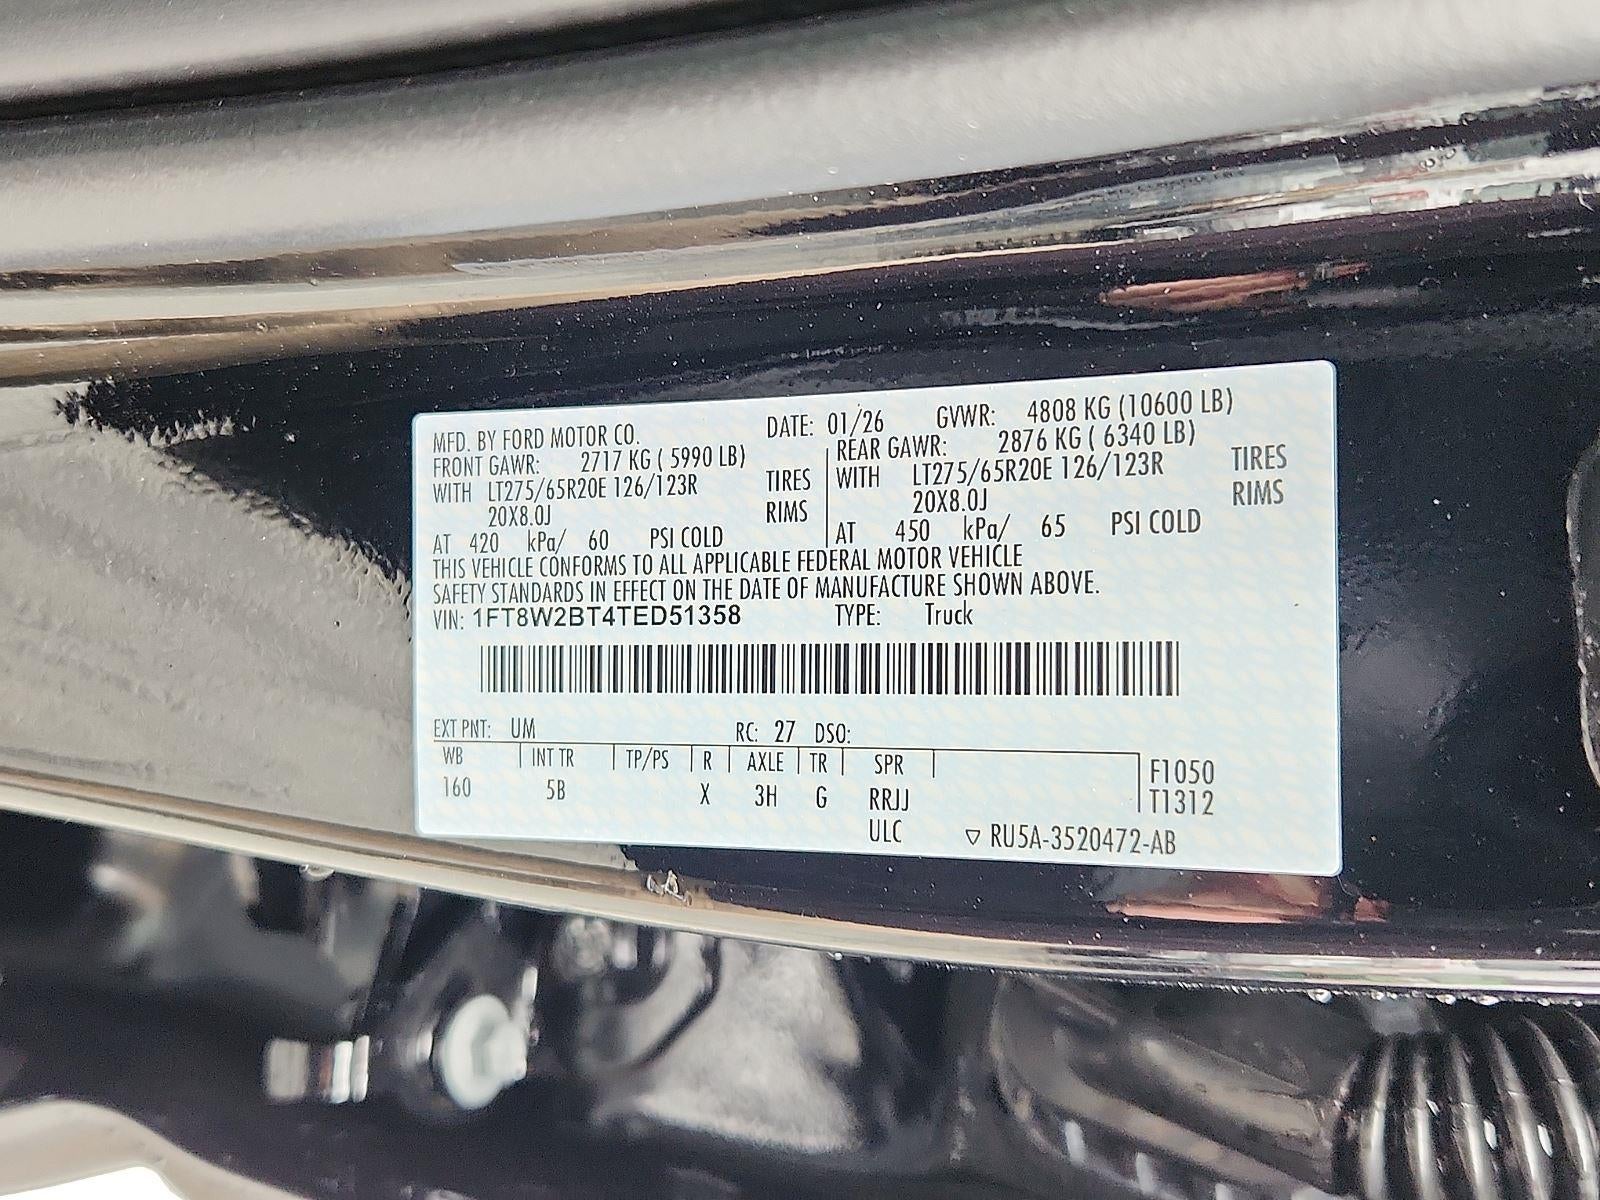 MFD. BY FORD MOTOR CO. DATE: 01/26 GVWR: 4808 KG (10600 LB)
FRONT GAWR: 2717 KG ( 5990 LB) REAR GAWR: 2876 KG ( 6340 LB)
WITH LT275/65R20E 126/123R TIRES WITH LT275/65R20E 126/123R TIRES
20X8.0J RIMS 20X8.0J RIMS
AT 420 kPa/ 60 PSI COLD AT 450 kPa/ 65 PSI COLD
THIS VEHICLE CONFORMS TO ALL APPLICABLE FEDERAL MOTOR VEHICLE
SAFETY STANDARDS IN EFFECT ON THE DATE OF MANUFACTURE SHOWN ABOVE.
VIN: 1FT8W2BT4TED51358 TYPE: Truck
EXT PNT: UM RC: 27 DSO:
WB INT TR TP/PS R AXLE TR SPR F1050
160 5B X 3H G RRJJ T1312
ULC ▽ RU5A-3520472-AB